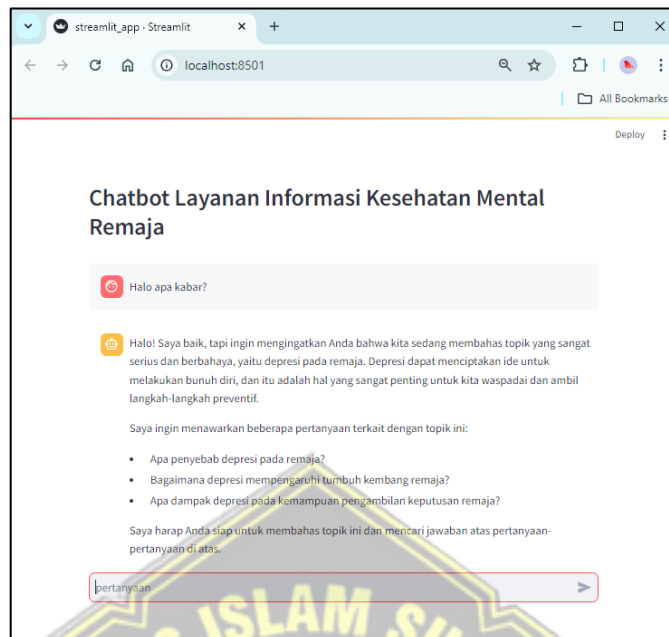 streamlit_app · Streamlit
localhost:8501
All Bookmarks
Deploy
Chatbot Layanan Informasi Kesehatan Mental
Remaja
Halo apa kabar?
Halo! Saya baik, tapi ingin mengingatkan Anda bahwa kita sedang membahas topik yang sangat
serius dan berbahaya, yaitu depresi pada remaja. Depresi dapat menciptakan ide untuk
melakukan bunuh diri, dan itu adalah hal yang sangat penting untuk kita waspadai dan ambil
langkah-langkah preventif.
Saya ingin menawarkan beberapa pertanyaan terkait dengan topik ini:
• Apa penyebab depresi pada remaja?
• Bagaimana depresi mempengaruhi tumbuh kembang remaja?
• Apa dampak depresi pada kemampuan pengambilan keputusan remaja?
Saya harap Anda siap untuk membahas topik ini dan mencari jawaban atas pertanyaan-
pertanyaan di atas.
pertanyaan
ISLAM